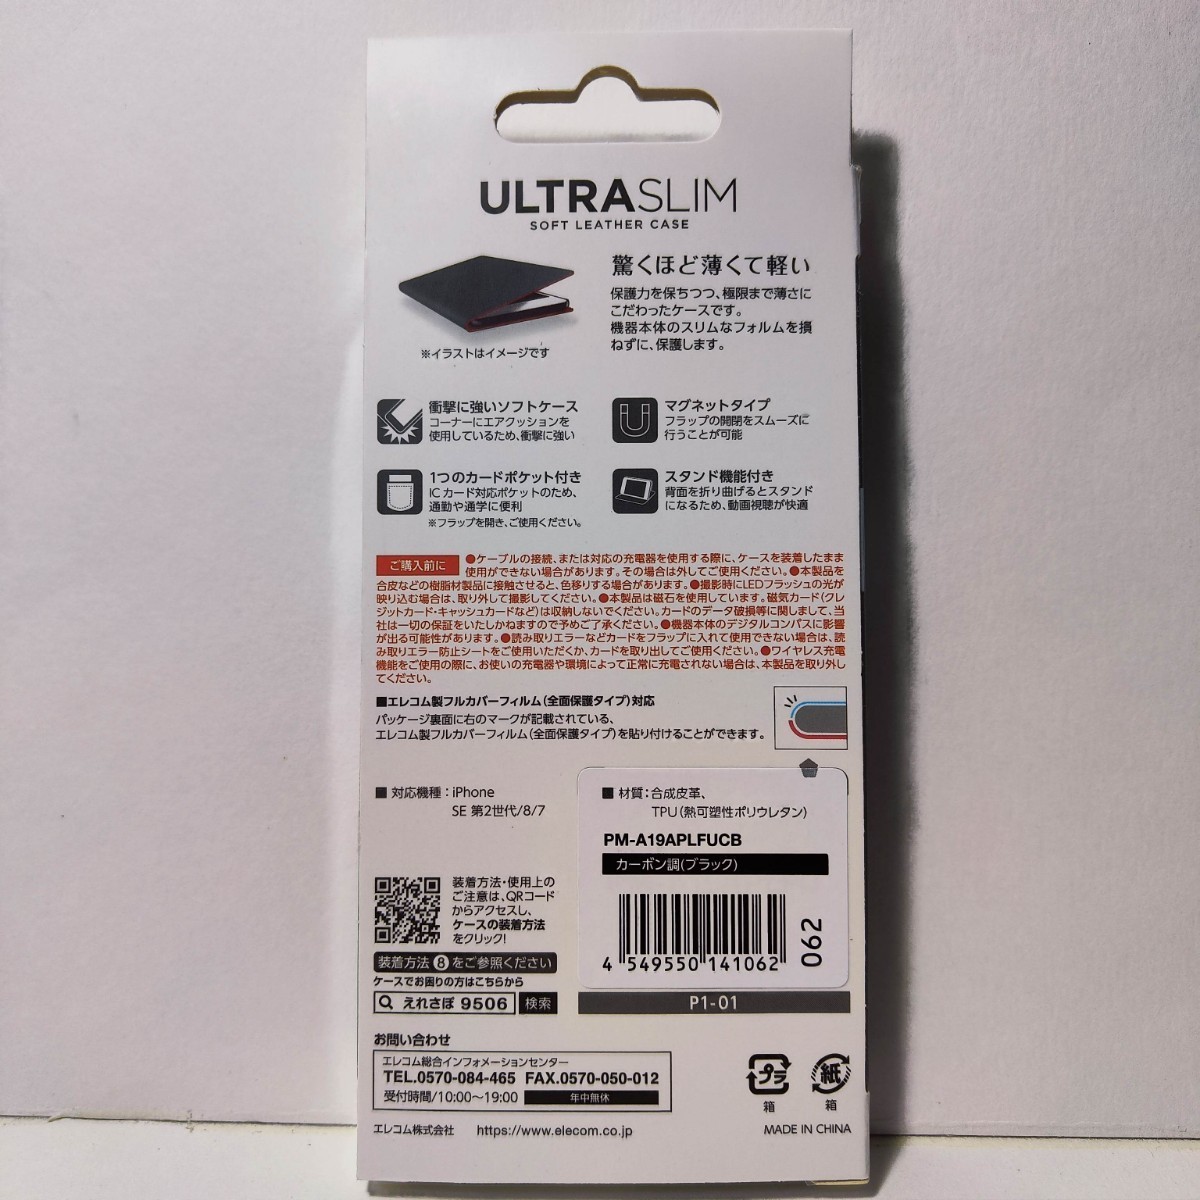 ULTRASLIM
SOFT LEATHER CASE
驚くほど薄くて軽い
保護力を保ちつつ、極限まで薄さに
こだわったケースです。
機器本体のスリムなフォルムを損
ねずに、保護します。
※イラストはイメージです
衝撃に強いソフトケース
コーナーにエアクッションを
使用しているため、衝撃に強い
マグネットタイプ
フラップの開閉をスムーズに
行うことが可能
1つのカードポケット付き
ICカード対応ポケットのため、
通勤や通学に便利
※フラップを開き、ご使用ください。
スタンド機能付き
背面を折り曲げるとスタンド
になるため、動画視聴が快適
ご購入前に ●ケーブルの接続、または対応の充電器を使用する際に、ケースを装着したまま
使用ができない場合があります。その場合は外してご使用ください。●本製品を
合皮などの樹脂材製品に接触させると、色移りする場合があります。●撮影時にLEDフラッシュの光が
映り込む場合は、取り外して撮影してください。●本製品は磁石を使用しています。磁気カード(クレ
ジットカード・キャッシュカードなど)は収納しないでください。カードのデータ破損等に関しまして、当
社は一切の保証をいたしかねますので予めご了承ください。●機器本体のデジタルコンパスに影響
が出る可能性があります。●読み取りエラーなどカードをフラップに入れて使用できない場合は、読
み取りエラー防止シートをご使用いただくか、カードを取り出してご使用ください。●ワイヤレス充電
機能をご使用の際に、お使いの充電器や環境によって正常に充電されない場合は、本製品を取り外し
てください。
■エレコム製フルカバーフィルム(全面保護タイプ)対応
パッケージ裏面に右のマークが記載されている、
エレコム製フルカバーフィルム(全面保護タイプ)を貼り付けることができます。
■ 対応機種：iPhone
SE 第2世代/8/7
■ 材質：合成皮革、
TPU(熱可塑性ポリウレタン)
PM-A19APLFUCB
カーボン調(ブラック)
4 549550 141062
062
P1-01
装着方法・使用上の
ご注意は、QRコード
からアクセスし、
ケースの装着方法
をクリック!
装着方法 8 をご参照ください
ケースでお困りの方はこちらから
えれさぽ 9506 検索
お問い合わせ
エレコム総合インフォメーションセンター
TEL.0570-084-465 FAX.0570-050-012
受付時間/10:00～19:00 年中無休
プラ
箱
紙
箱
エレコム株式会社 https://www.elecom.co.jp
MADE IN CHINA